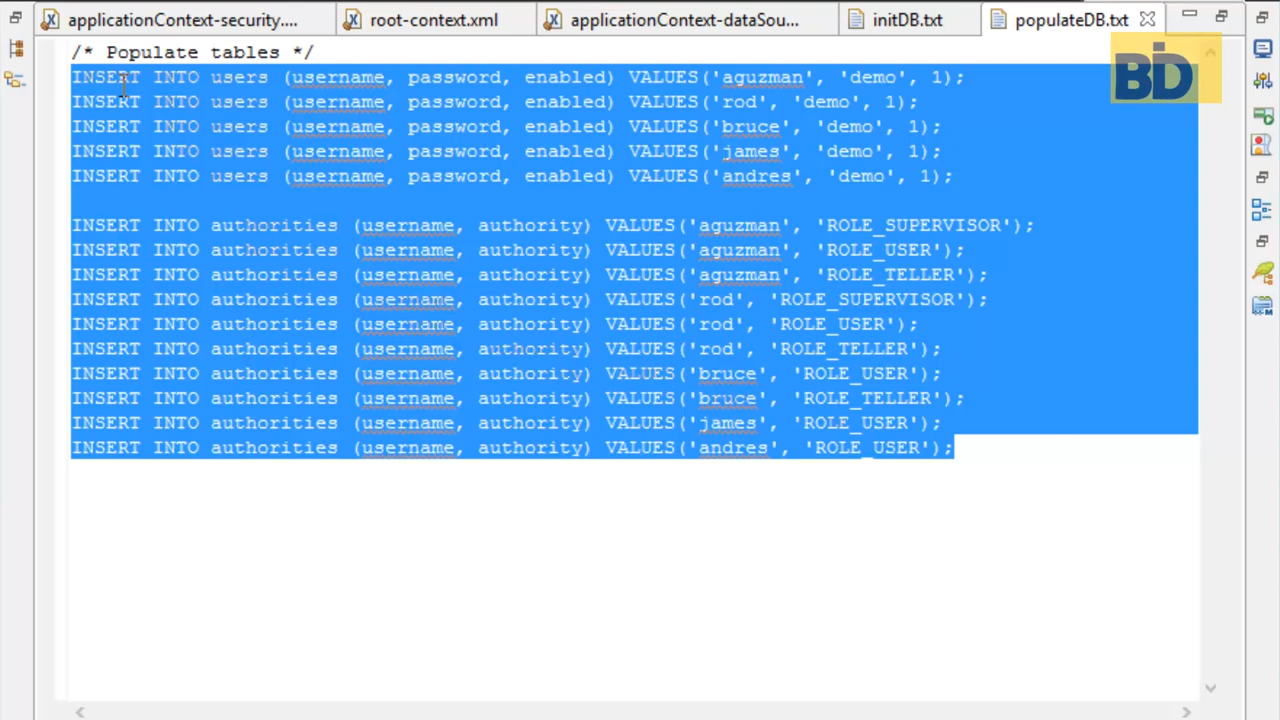 applicationContext-security....
root-context.xml
applicationContext-dataSou...
initDB.txt
populateDB.txt
BID
/* Populate tables */
INSERT INTO users (username, password, enabled) VALUES('aguzman', 'demo', 1);
INSERT INTO users (username, password, enabled) VALUES('rod', 'demo', 1);
INSERT INTO users (username, password, enabled) VALUES('bruce', 'demo', 1);
INSERT INTO users (username, password, enabled) VALUES('james', 'demo', 1);
INSERT INTO users (username, password, enabled) VALUES('andres', 'demo', 1);
INSERT INTO authorities (username, authority) VALUES('aguzman', 'ROLE_SUPERVISOR');
INSERT INTO authorities (username, authority) VALUES('aguzman', 'ROLE_USER');
INSERT INTO authorities (username, authority) VALUES('aguzman', 'ROLE_TELLER');
INSERT INTO authorities (username, authority) VALUES('rod', 'ROLE_SUPERVISOR');
INSERT INTO authorities (username, authority) VALUES('rod', 'ROLE_USER');
INSERT INTO authorities (username, authority) VALUES('rod', 'ROLE_TELLER');
INSERT INTO authorities (username, authority) VALUES('bruce', 'ROLE_USER');
INSERT INTO authorities (username, authority) VALUES('bruce', 'ROLE_TELLER');
INSERT INTO authorities (username, authority) VALUES('james', 'ROLE_USER');
INSERT INTO authorities (username, authority) VALUES('andres', 'ROLE_USER');